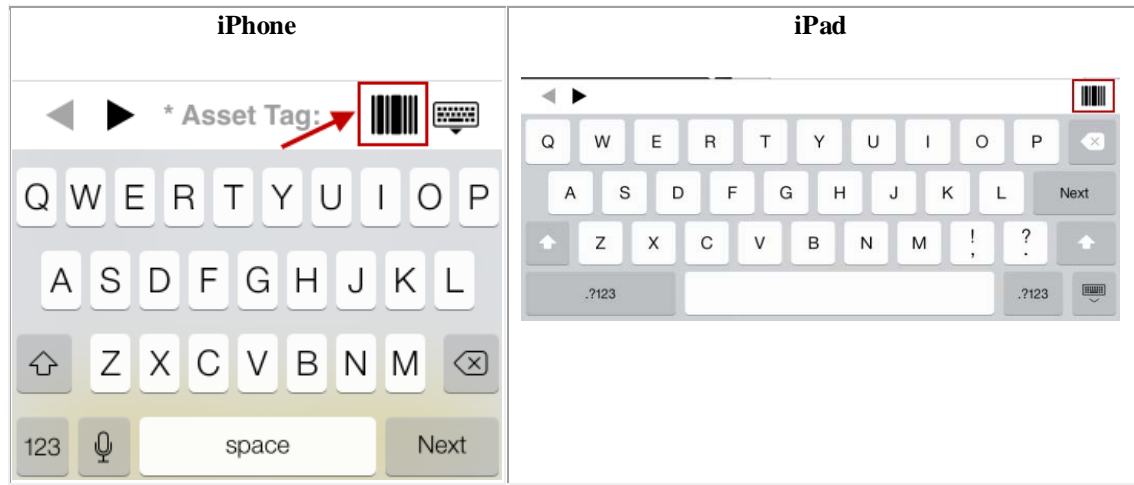 iPhone
* Asset Tag:
Q W E R T Y U I O P
A S D F G H J K L
Z X C V B N M
123 space Next
iPad
Q W E R T Y U I O P
A S D F G H J K L Next
Z X C V B N M ! , ? .
.?123 .?123